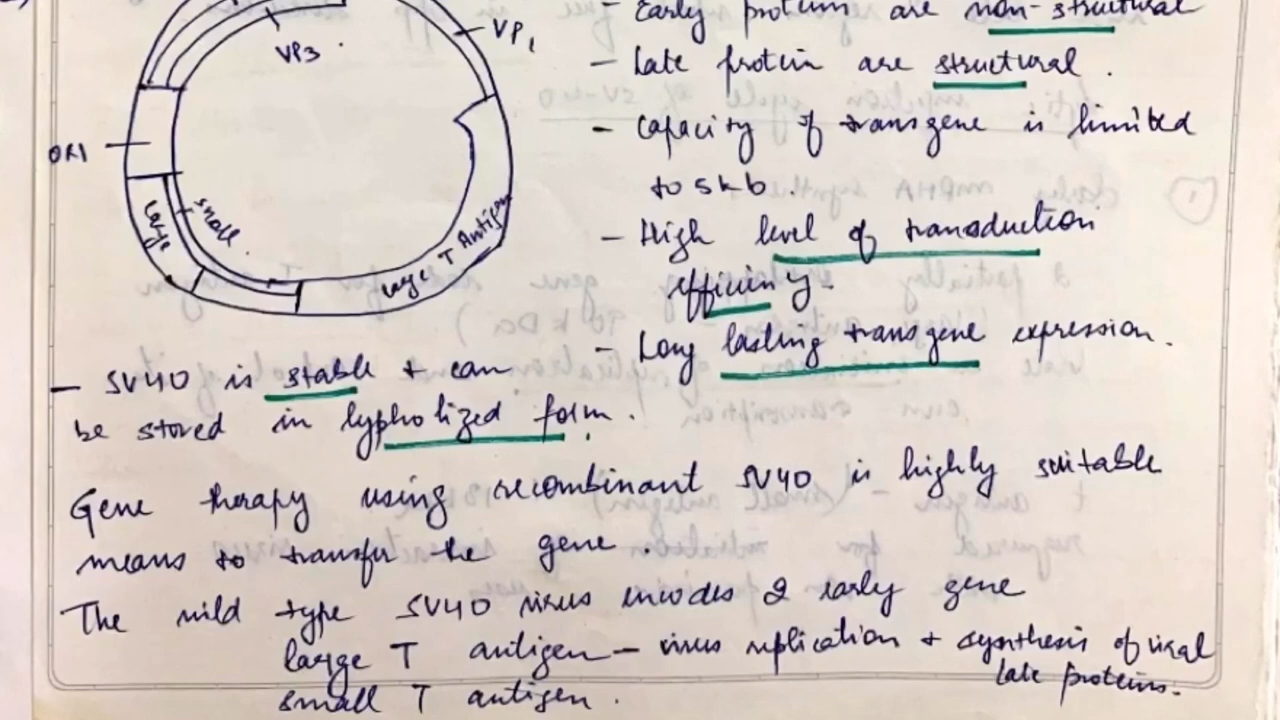 - Early protein are non-structural
VP3
VP1
- Late protein are structural.
- Capacity of transgene is limited
to 5kb.
ORI
- High level of transduction
efficieny.
large
small
large T Antigen
- Long lasting transgene expression.
- SV40 is stable + can
be stored in lypholized form.
Gene therapy using recombinant SV40 is highly suitable
means to transfer the gene.
The wild type SV40 virus encodes 2 early gene
large T antigen - virus replication + synthesis of viral
late proteins.
small T antigen.